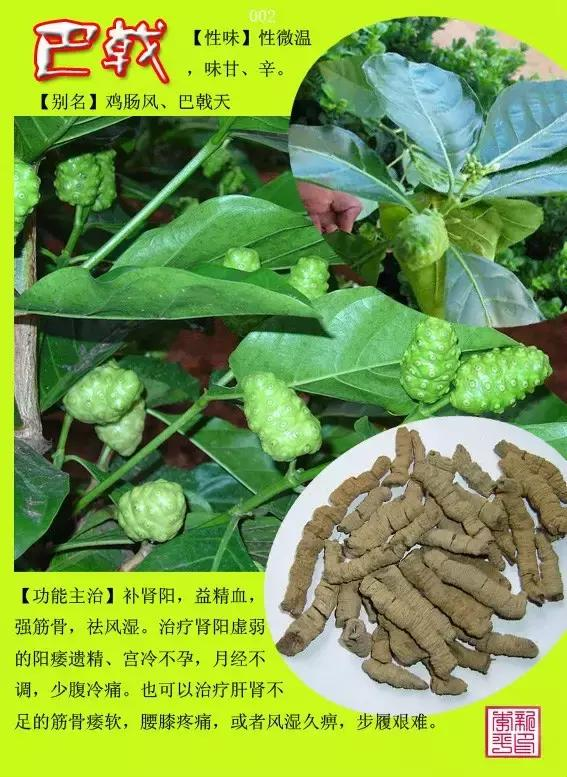 002
巴戟
【性味】性微温
，味甘、辛。
【别名】鸡肠风、巴戟天
【功能主治】补肾阳，益精血，
强筋骨，祛风湿。治疗肾阳虚弱
的阳痿遗精、宫冷不孕，月经不
调，少腹冷痛。也可以治疗肝肾不
足的筋骨痿软，腰膝疼痛，或者风湿久痹，步履艰难。